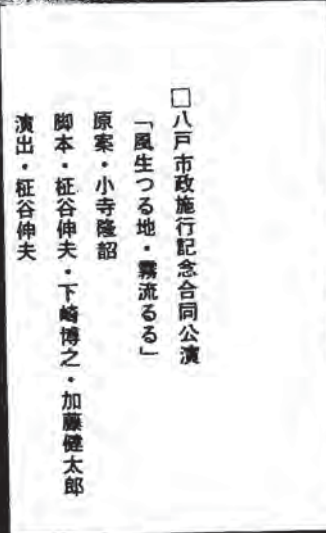 □八戸市政施行記念合同公演
「風生つる地・霧流るる」
原案・小寺隆韶
脚本・柾谷伸夫・下崎博之・加藤健太郎
演出・柾谷伸夫